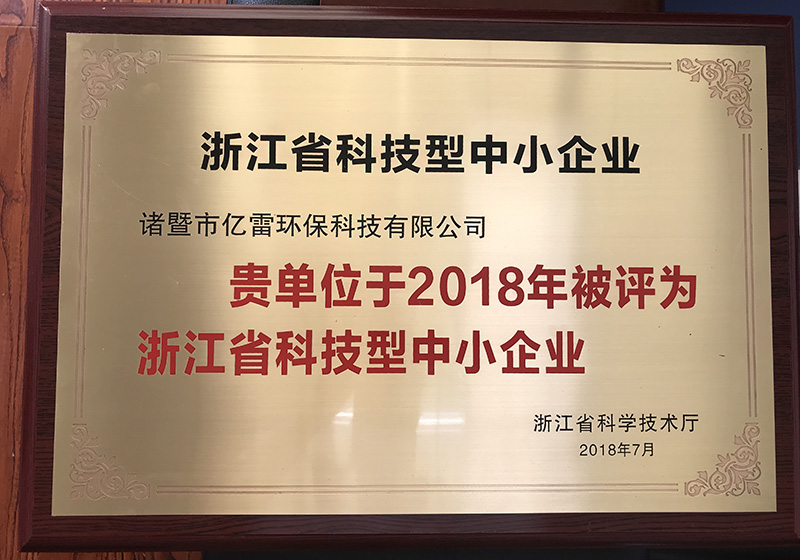 浙江省科技型中小企业
诸暨市亿雷环保科技有限公司
贵单位于2018年被评为
浙江省科技型中小企业
浙江省科学技术厅
2018年7月